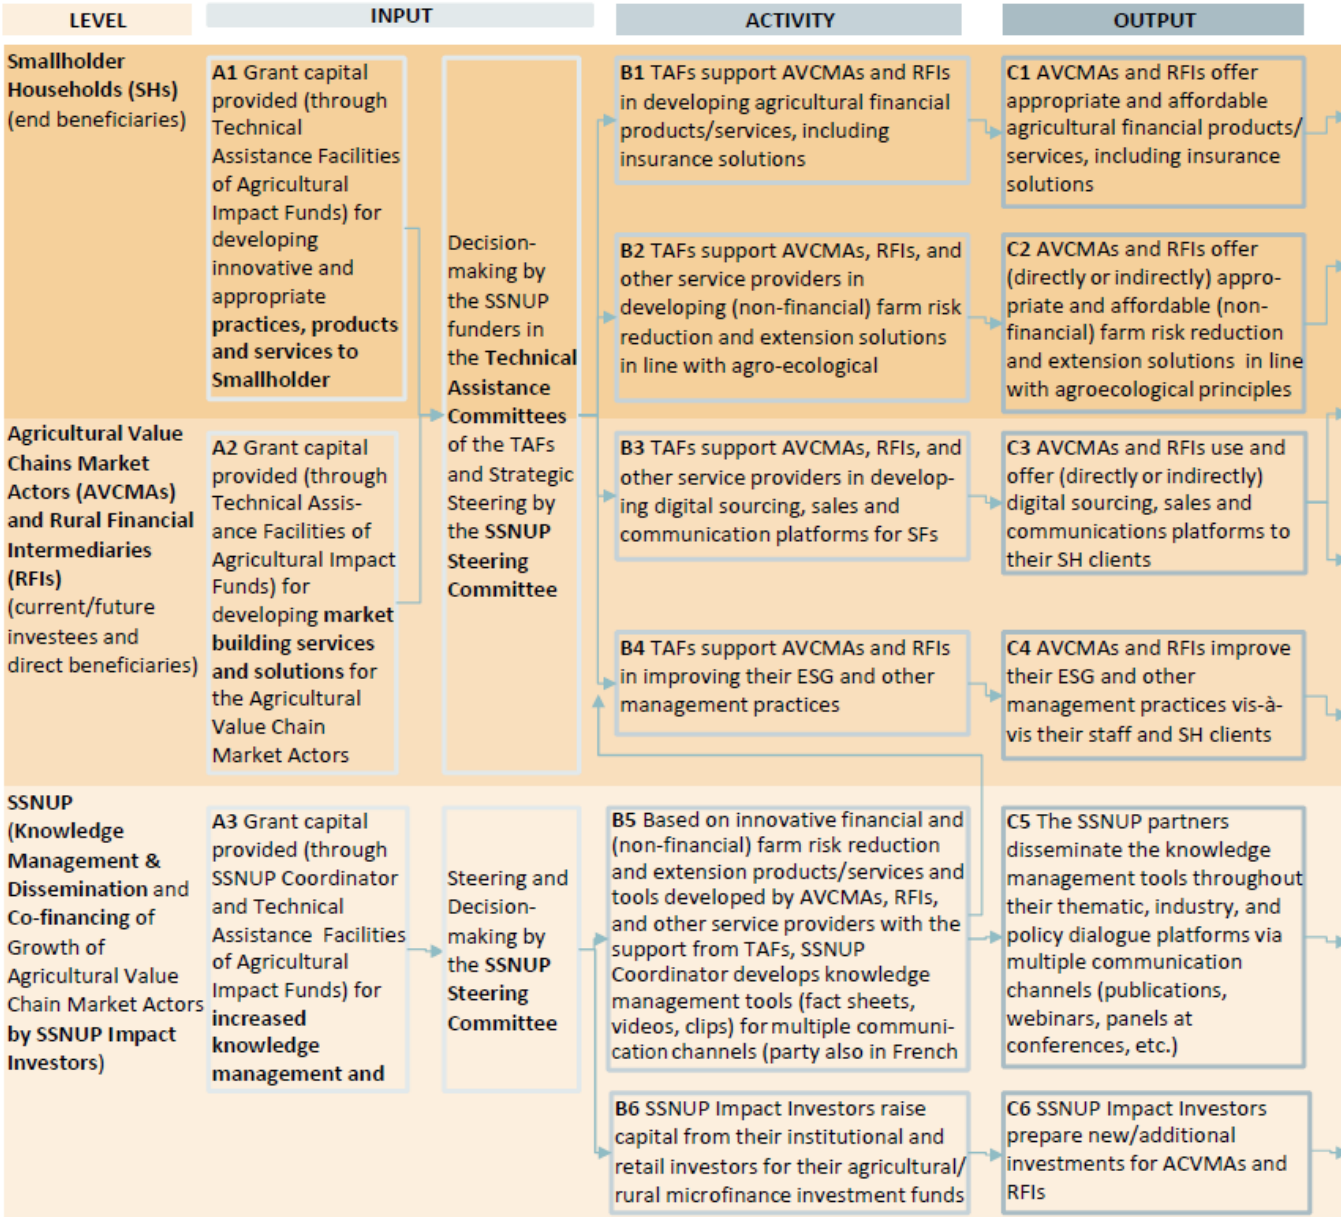 LEVEL
INPUT
ACTIVITY
OUTPUT
Smallholder
Households (SHs)
(end beneficiaries)
A1 Grant capital
provided (through
Technical
Assistance Facilities
of Agricultural
Impact Funds) for
developing
innovative and
appropriate
practices, products
and services to
Smallholder
Decision-
making by
the SSNUP
funders in
the Technical
Assistance
Committees
of the TAFs
and Strategic
Steering by
the SSNUP
Steering
Committee
B1 TAFs support AVCMAs and RFIs
in developing agricultural financial
products/services, including
insurance solutions
C1 AVCMAs and RFIs offer
appropriate and affordable
agricultural financial products/
services, including insurance
solutions
B2 TAFs support AVCMAs, RFIs, and
other service providers in
developing (non-financial) farm risk
reduction and extension solutions
in line with agro-ecological
C2 AVCMAs and RFIs offer
(directly or indirectly) appro-
priate and affordable (non-
financial) farm risk reduction
and extension solutions in line
with agroecological principles
Agricultural Value
Chains Market
Actors (AVCMAs)
and Rural Financial
Intermediaries
(RFIs)
(current/future
investees and
direct beneficiaries)
A2 Grant capital
provided (through
Technical Assis-
ance Facilities of
Agricultural Impact
Funds) for
developing market
building services
and solutions for
the Agricultural
Value Chain
Market Actors
B3 TAFs support AVCMAs, RFIs, and
other service providers in develop-
ing digital sourcing, sales and
communication platforms for SFs
C3 AVCMAs and RFIs use and
offer (directly or indirectly)
digital sourcing, sales and
communications platforms to
their SH clients
B4 TAFs support AVCMAs and RFIs
in improving their ESG and other
management practices
C4 AVCMAs and RFIs improve
their ESG and other
management practices vis-à-
vis their staff and SH clients
SSNUP
(Knowledge
Management &
Dissemination and
Co-financing of
Growth of
Agricultural Value
Chain Market Actors
by SSNUP Impact
Investors)
A3 Grant capital
provided (through
SSNUP Coordinator
and Technical
Assistance Facilities
of Agricultural
Impact Funds) for
increased
knowledge
management and
Steering and
Decision-
making by
the SSNUP
Steering
Committee
B5 Based on innovative financial and
(non-financial) farm risk reduction
and extension products/services and
tools developed by AVCMAs, RFIs,
and other service providers with the
support from TAFs, SSNUP
Coordinator develops knowledge
management tools (fact sheets,
videos, clips) for multiple communi-
cation channels (party also in French
C5 The SSNUP partners
disseminate the knowledge
management tools throughout
their thematic, industry, and
policy dialogue platforms via
multiple communication
channels (publications,
webinars, panels at
conferences, etc.)
B6 SSNUP Impact Investors raise
capital from their institutional and
retail investors for their agricultural/
rural microfinance investment funds
C6 SSNUP Impact Investors
prepare new/additional
investments for ACVMAs and
RFIs